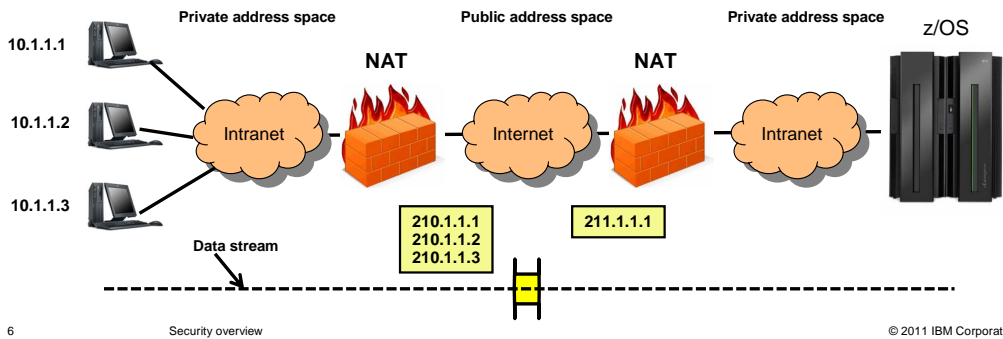 Private address space
Public address space
Private address space
z/OS
10.1.1.1
NAT
NAT
10.1.1.2
Intranet
Internet
Intranet
10.1.1.3
210.1.1.1
210.1.1.2
210.1.1.3
211.1.1.1
Data stream
6
Security overview
© 2011 IBM Corporat